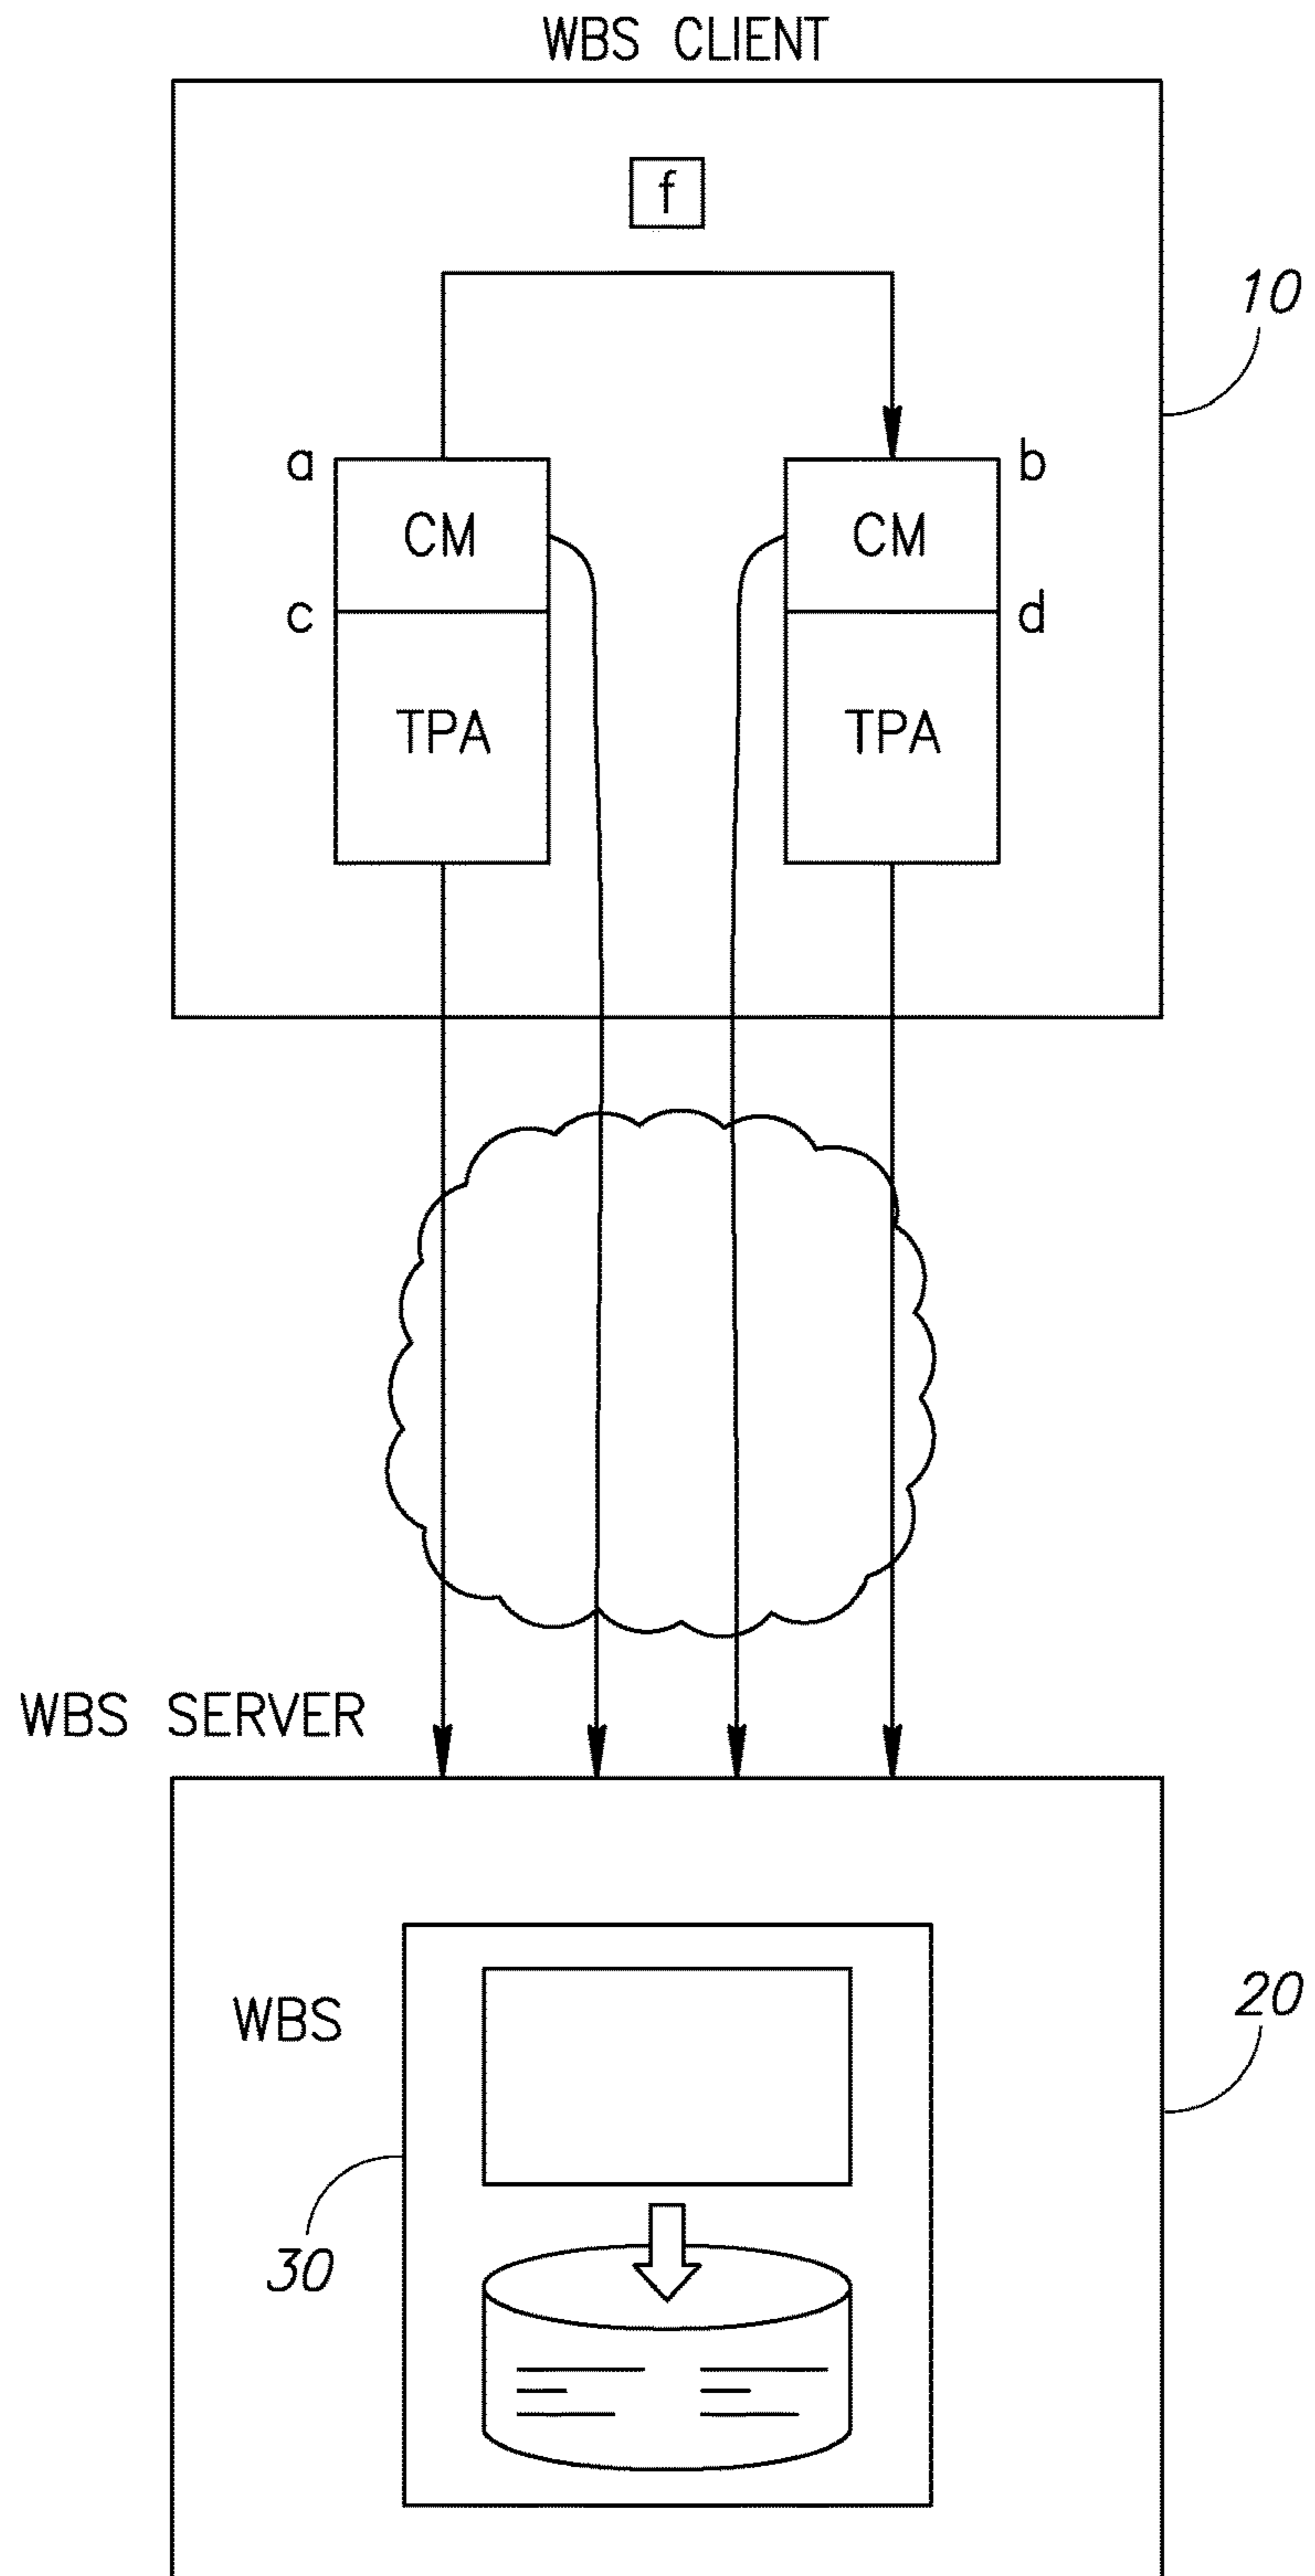 WBS CLIENT
f
10
a
b
CM
CM
c
d
TPA
TPA
WBS SERVER
WBS
20
30